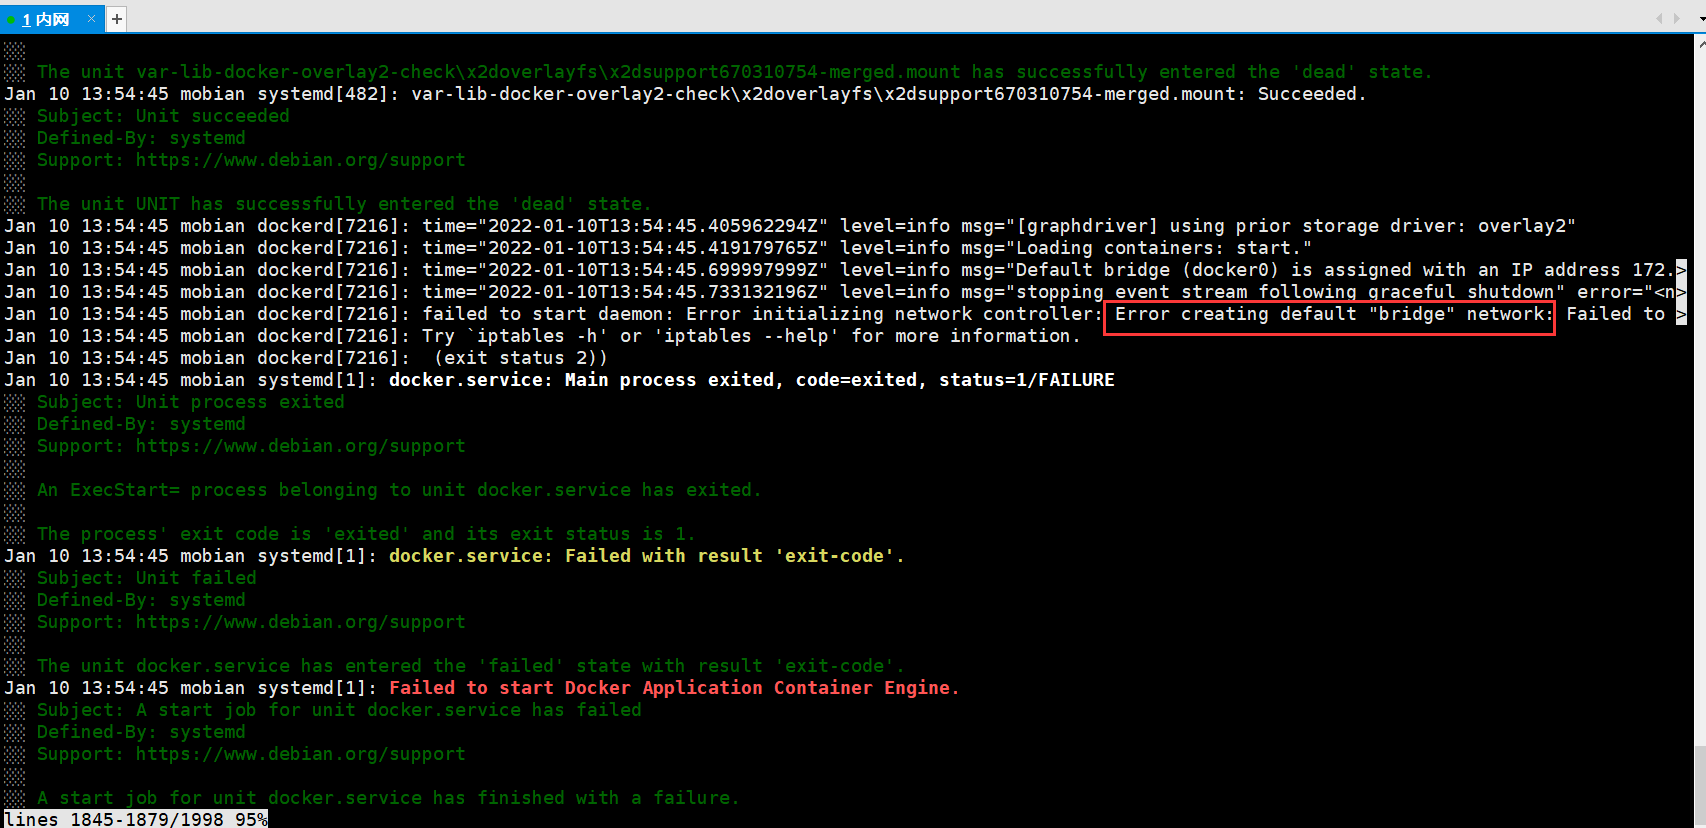 1 内网 × +
The unit var-lib-docker-overlay2-check\x2doverlayfs\x2dsupport670310754-merged.mount has successfully entered the 'dead' state.
Jan 10 13:54:45 mobian systemd[482]: var-lib-docker-overlay2-check\x2doverlayfs\x2dsupport670310754-merged.mount: Succeeded.
Subject: Unit succeeded
Defined-By: systemd
Support: https://www.debian.org/support
The unit UNIT has successfully entered the 'dead' state.
Jan 10 13:54:45 mobian dockerd[7216]: time="2022-01-10T13:54:45.405962294Z" level=info msg="[graphdriver] using prior storage driver: overlay2"
Jan 10 13:54:45 mobian dockerd[7216]: time="2022-01-10T13:54:45.419179765Z" level=info msg="Loading containers: start."
Jan 10 13:54:45 mobian dockerd[7216]: time="2022-01-10T13:54:45.699997999Z" level=info msg="Default bridge (docker0) is assigned with an IP address 172.>
Jan 10 13:54:45 mobian dockerd[7216]: time="2022-01-10T13:54:45.733132196Z" level=info msg="stopping event stream following graceful shutdown" error="<n>
Jan 10 13:54:45 mobian dockerd[7216]: failed to start daemon: Error initializing network controller: Error creating default "bridge" network: Failed to >
Jan 10 13:54:45 mobian dockerd[7216]: Try `iptables -h' or 'iptables --help' for more information.
Jan 10 13:54:45 mobian dockerd[7216]:  (exit status 2))
Jan 10 13:54:45 mobian systemd[1]: docker.service: Main process exited, code=exited, status=1/FAILURE
Subject: Unit process exited
Defined-By: systemd
Support: https://www.debian.org/support
An ExecStart= process belonging to unit docker.service has exited.
The process' exit code is 'exited' and its exit status is 1.
Jan 10 13:54:45 mobian systemd[1]: docker.service: Failed with result 'exit-code'.
Subject: Unit failed
Defined-By: systemd
Support: https://www.debian.org/support
The unit docker.service has entered the 'failed' state with result 'exit-code'.
Jan 10 13:54:45 mobian systemd[1]: Failed to start Docker Application Container Engine.
Subject: A start job for unit docker.service has failed
Defined-By: systemd
Support: https://www.debian.org/support
A start job for unit docker.service has finished with a failure.
lines 1845-1879/1998 95%